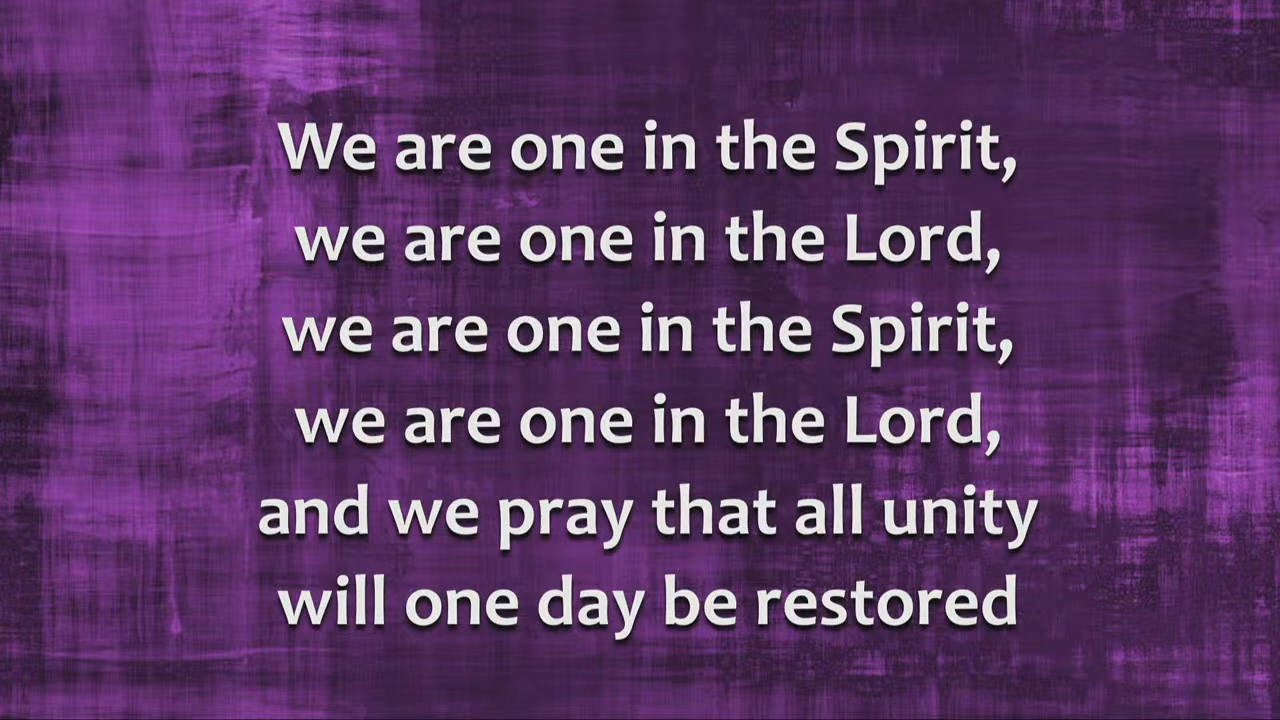 We are one in the Spirit,
we are one in the Lord,
we are one in the Spirit,
we are one in the Lord,
and we pray that all unity
will one day be restored